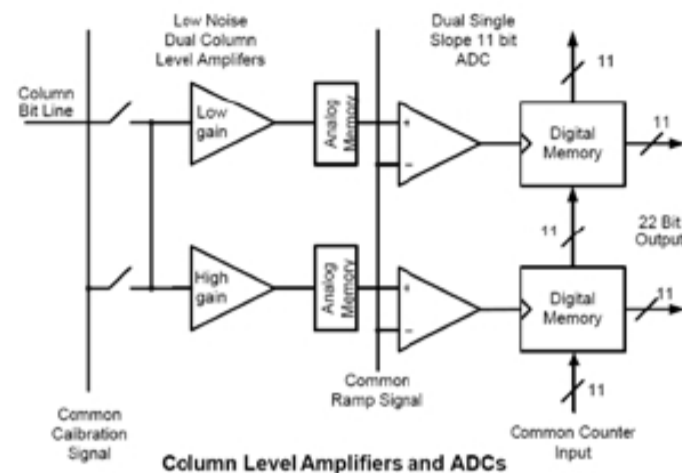 Low Noise
Dual Column
Level Amplifers
Dual Single
Slope 11 bit
ADC
11
Column
Bit Line
Low
gain
Analog
Memory
+
-
Digital
Memory
11
11
22 Bit
Output
High
gain
Analog
Memory
+
-
Digital
Memory
11
11
Common
Ramp Signal
Common
Caibration
Signal
Common Counter
Input
Column Level Amplifiers and ADCs